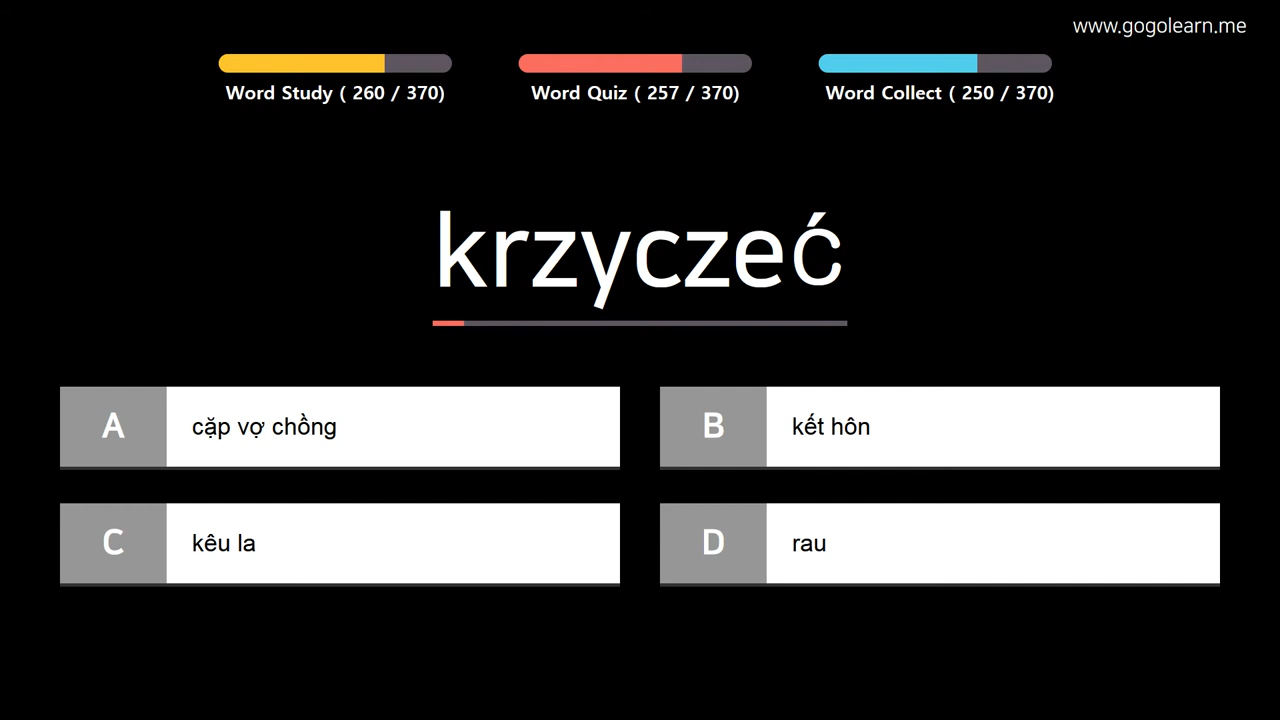 www.gogolearn.me
Word Study ( 260 / 370)
Word Quiz ( 257 / 370)
Word Collect ( 250 / 370)
krzyczeć
A cặp vợ chồng
B kết hôn
C kêu la
D rau